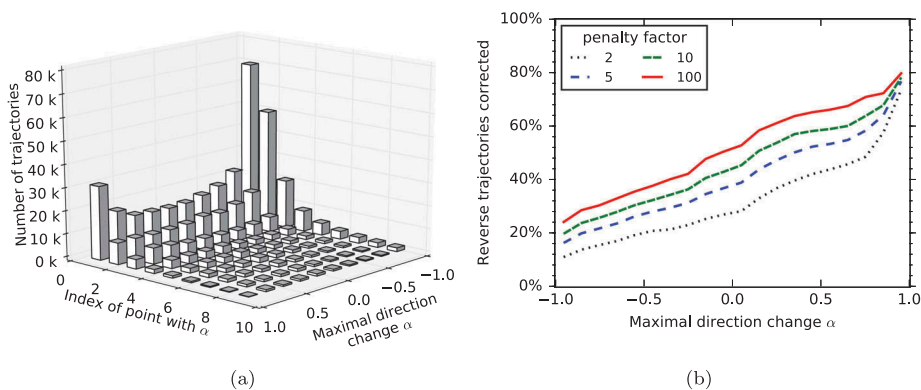 80 k
70 k
60 k
50 k
40 k
30 k
20 k
10 k
0 k
Number of trajectories
0
2
4
6
8
10
Index of point with α
1.0
0.5
0.0
−0.5
−1.0
Maximal direction
change α
(a)
100%
80%
60%
40%
20%
0%
Reverse trajectories corrected
penalty factor
2 10
5 100
−1.0 −0.5 0.0 0.5 1.0
Maximal direction change α
(b)